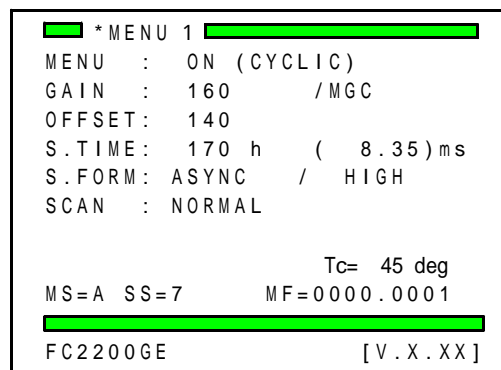 *MENU 1
MENU : ON (CYCLIC)
GAIN : 160 /MGC
OFFSET: 140
S.TIME: 170 h ( 8.35)ms
S.FORM: ASYNC / HIGH
SCAN : NORMAL
Tc= 45 deg
MS=A SS=7 MF=0000.0001
FC2200GE [V.X.XX]